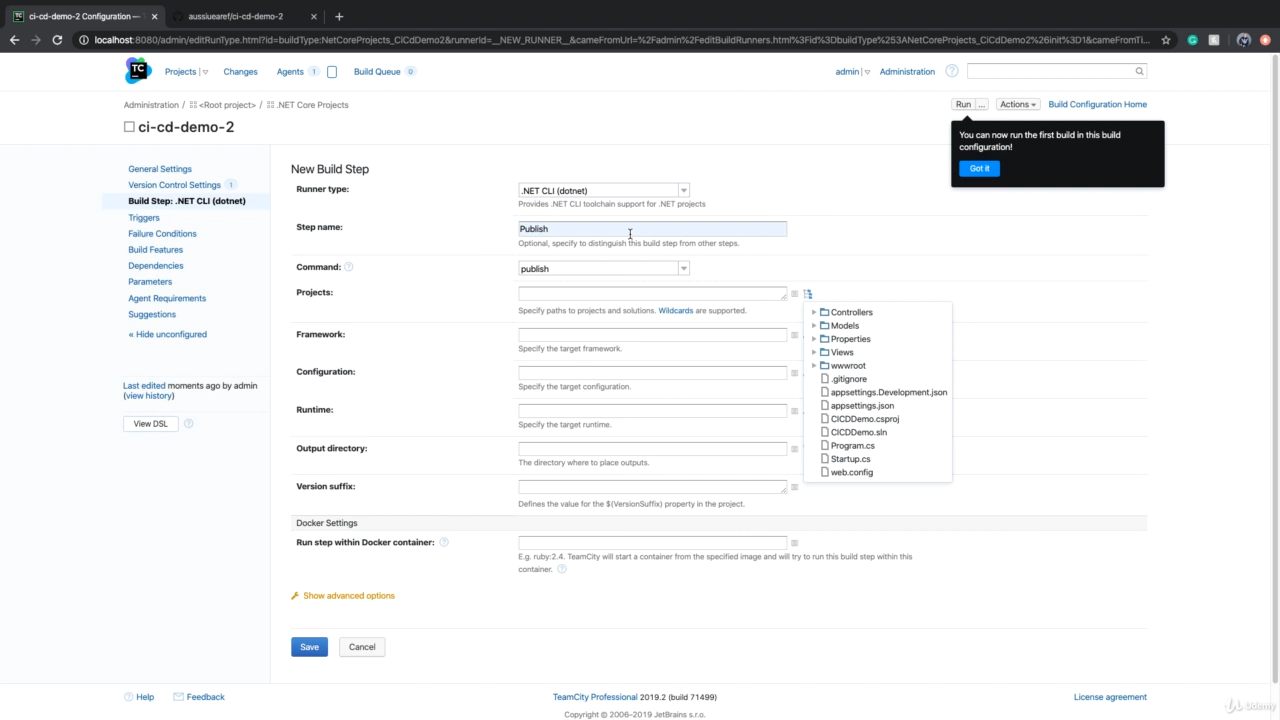 ci-cd-demo-2 Configuration —
aussieuaref/ci-cd-demo-2
localhost:8080/admin/editRunType.html?id=buildType:NetCoreProjects_CiCdDemo2&runnerId=__NEW_RUNNER__&cameFromUrl=%2Fadmin%2FeditBuildRunners.html%3Fid%3DbuildType%253ANetCoreProjects_CiCdDemo2%26init%3D1&cameFromTi...
TC
Projects
Changes
Agents 1
Build Queue 0
admin
Administration
?
Administration / <Root project> / .NET Core Projects
Run ... Actions Build Configuration Home
ci-cd-demo-2
You can now run the first build in this build
configuration!
Got it
General Settings
Version Control Settings 1
Build Step: .NET CLI (dotnet)
Triggers
Failure Conditions
Build Features
Dependencies
Parameters
Agent Requirements
Suggestions
« Hide unconfigured
Last edited moments ago by admin
(view history)
View DSL ?
New Build Step
Runner type:
.NET CLI (dotnet)
Provides .NET CLI toolchain support for .NET projects
Step name:
Publish
Optional, specify to distinguish this build step from other steps.
Command: ?
publish
Projects:
Specify paths to projects and solutions. Wildcards are supported.
Controllers
Models
Properties
Views
wwwroot
.gitignore
appsettings.Development.json
appsettings.json
CICDDemo.csproj
CICDDemo.sln
Program.cs
Startup.cs
web.config
Framework:
Specify the target framework.
Configuration:
Specify the target configuration.
Runtime:
Specify the target runtime.
Output directory:
The directory where to place outputs.
Version suffix:
Defines the value for the $(VersionSuffix) property in the project.
Docker Settings
Run step within Docker container: ?
E.g. ruby:2.4. TeamCity will start a container from the specified image and will try to run this build step within this
container. ?
Show advanced options
Save
Cancel
? Help
Feedback
TeamCity Professional 2019.2 (build 71499)
License agreement
Copyright © 2006–2019 JetBrains s.r.o.
Udemy